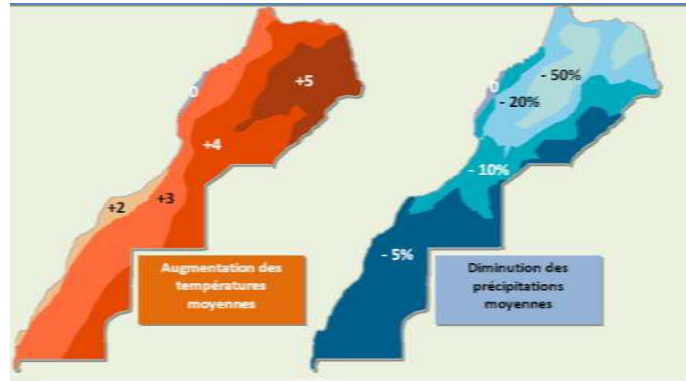 +5
0
+4
+2
+3
Augmentation des
températures
moyennes
- 50%
0
- 20%
- 10%
- 5%
Diminution des
précipitations
moyennes